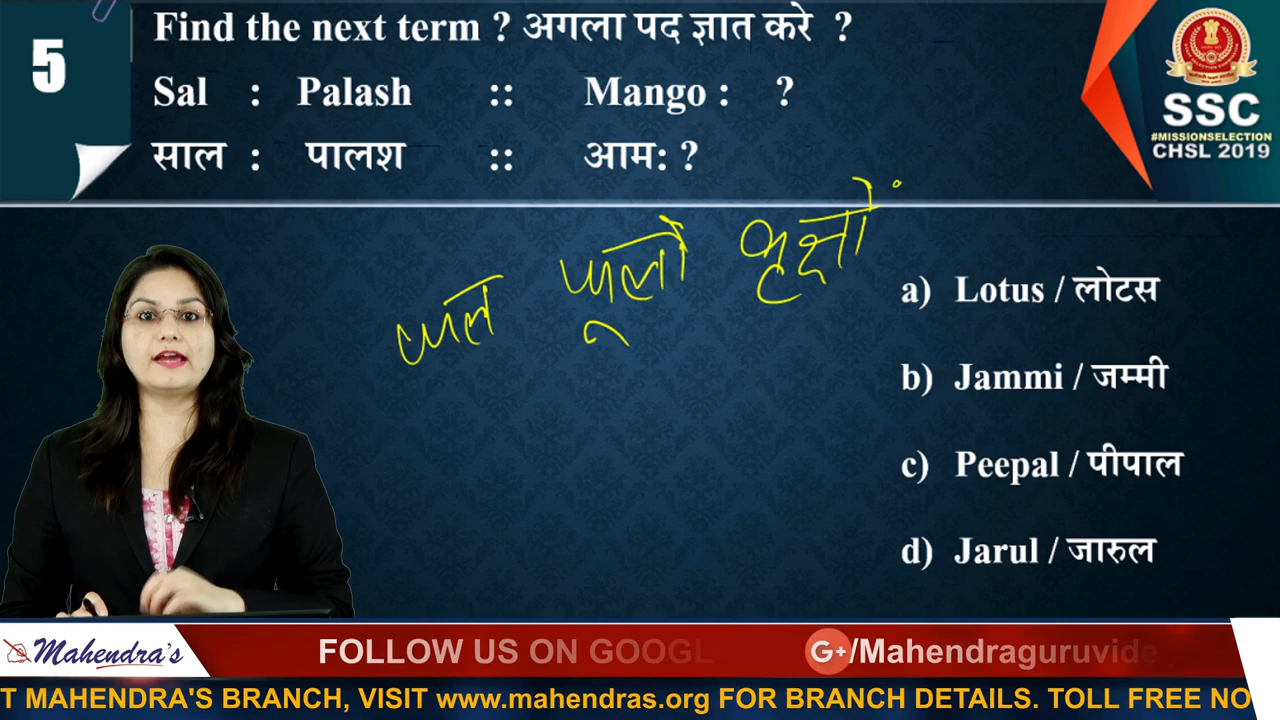 5
Find the next term ? अगला पद ज्ञात करे ?
Sal : Palash :: Mango : ?
साल : पालश :: आम: ?
SSC
#MISSIONSELECTION
CHSL 2019
फूलों
a) Lotus / लोटस
b) Jammi / जम्मी
c) Peepal / पीपाल
d) Jarul / जारुल
Mahendra's
FOLLOW US ON GOOGL
G+/Mahendraguruvide
T MAHENDRA'S BRANCH, VISIT www.mahendras.org FOR BRANCH DETAILS. TOLL FREE NO